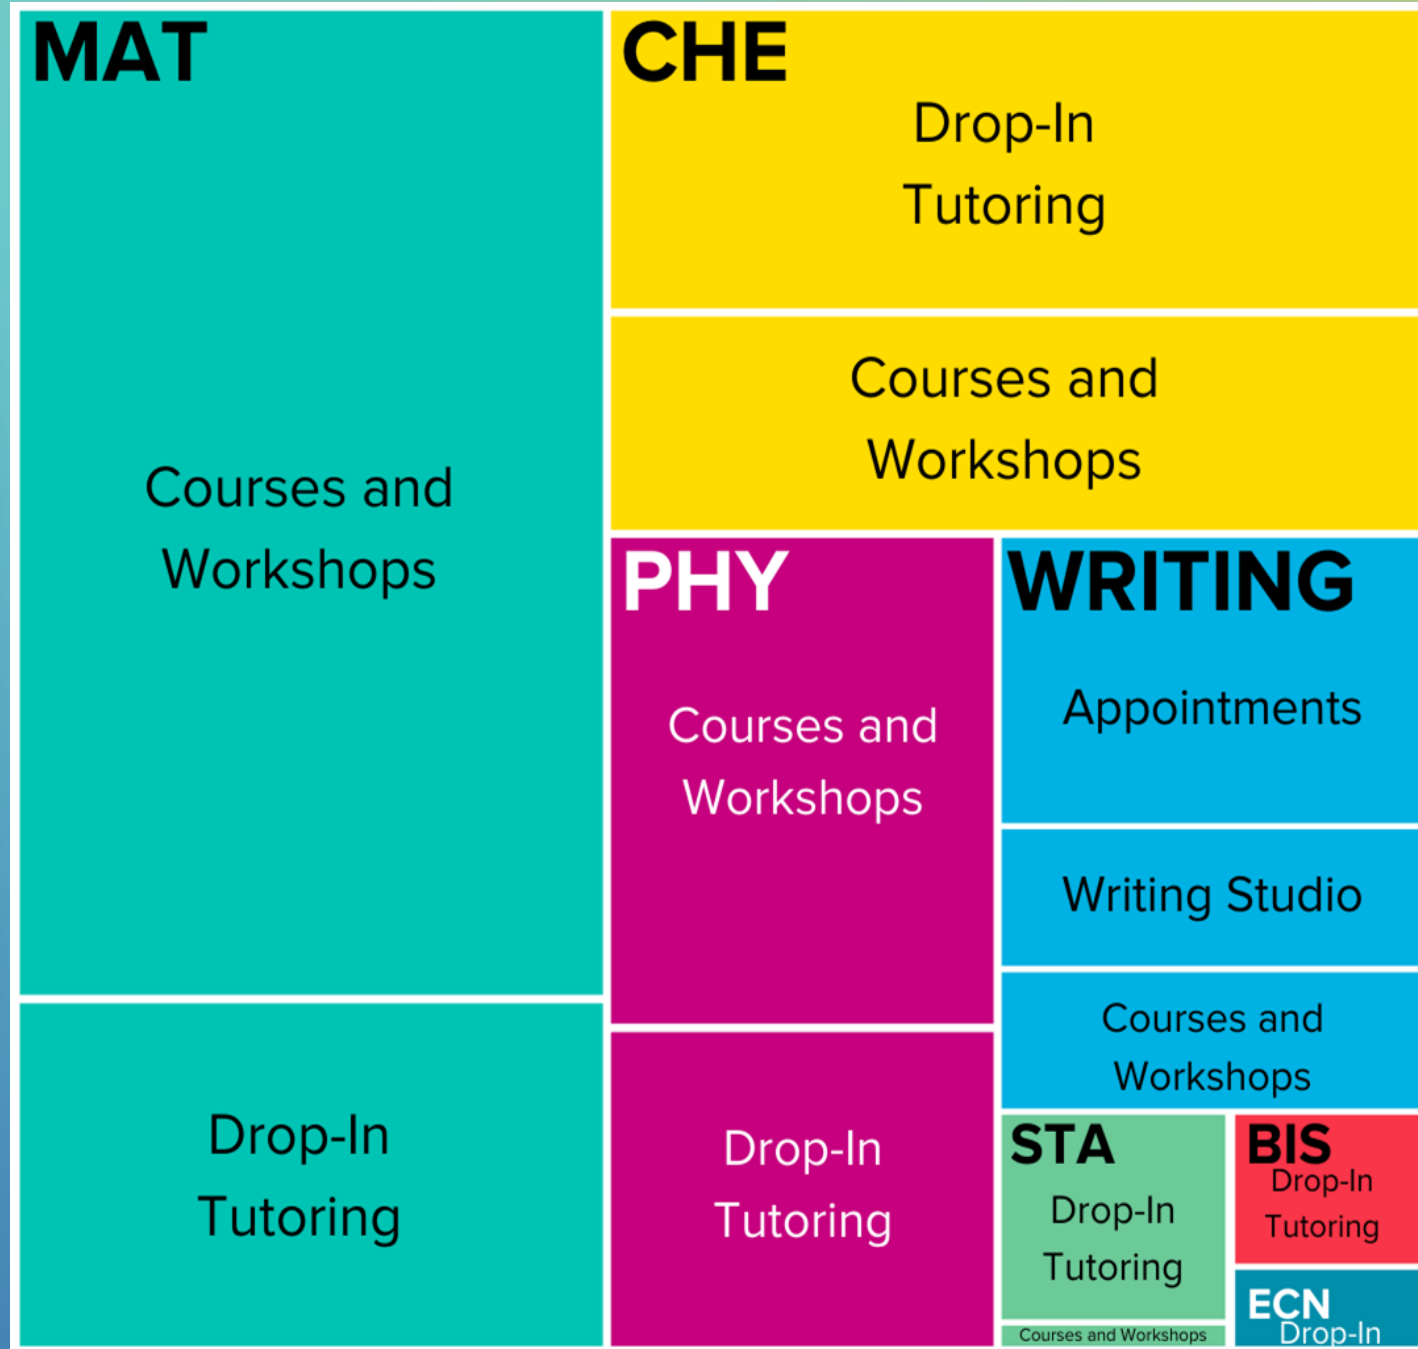 MAT
Courses and
Workshops
Drop-In
Tutoring
CHE
Drop-In
Tutoring
Courses and
Workshops
PHY
Courses and
Workshops
Drop-In
Tutoring
WRITING
Appointments
Writing Studio
Courses and
Workshops
STA
Drop-In
Tutoring
Courses and Workshops
BIS
Drop-In
Tutoring
ECN
Drop-In